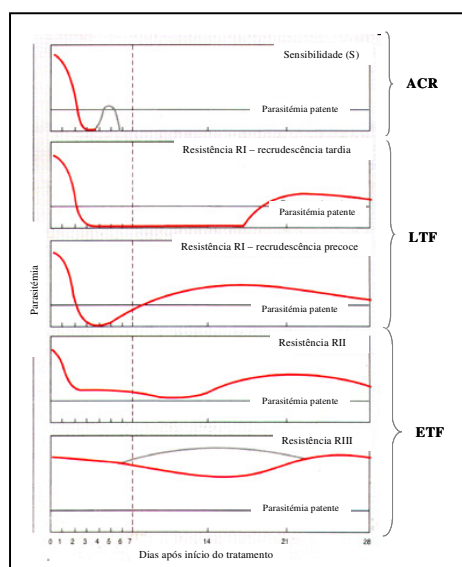 Sensibilidade (S)
Parasitémia patente
ACR
Resistência RI – recrudescência tardia
Parasitémia patente
LTF
Resistência RI – recrudescência precoce
Parasitémia patente
Parasitémia
Resistência RII
Parasitémia patente
ETF
Resistência RIII
Parasitémia patente
0 1 2 3 4 5 6 7 14 21 28
Dias após início do tratamento